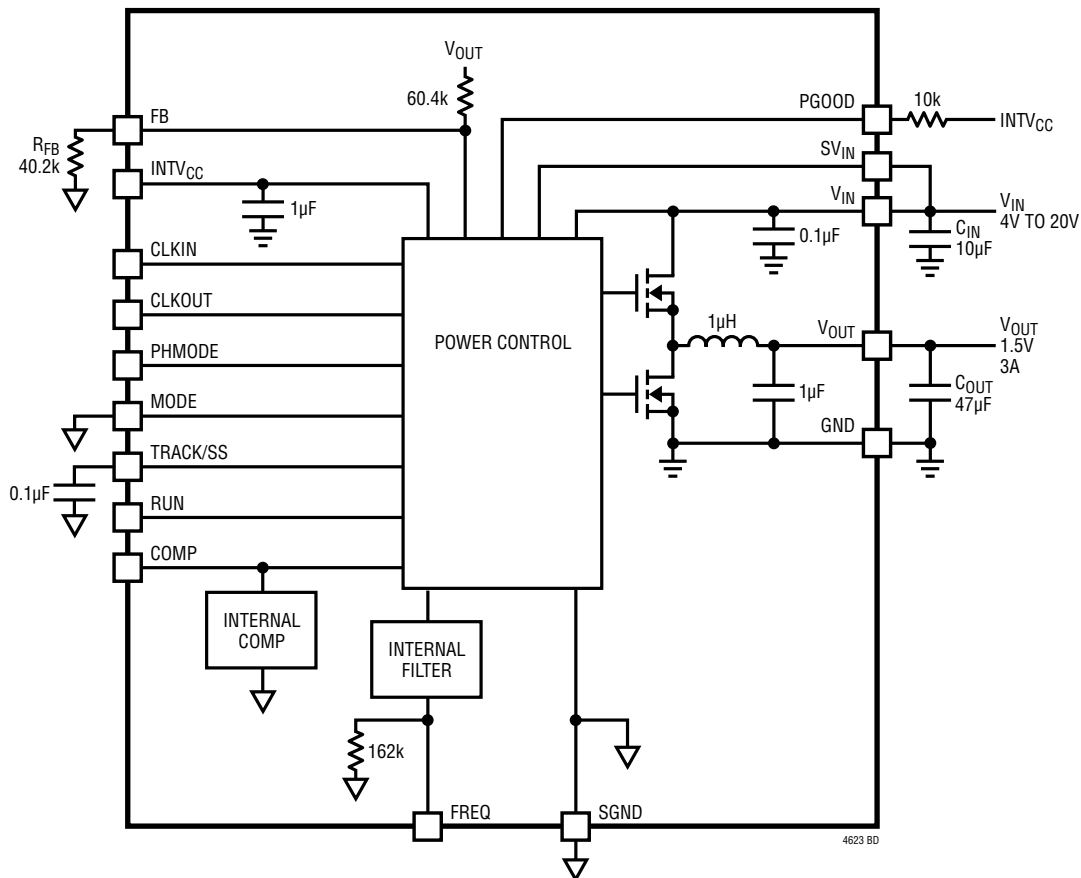 VOUT
60.4k
FB
RFB
40.2k
INTVCC
1µF
CLKIN
CLKOUT
PHMODE
MODE
TRACK/SS
0.1µF
RUN
COMP
INTERNAL
COMP
INTERNAL
FILTER
162k
FREQ
SGND
POWER CONTROL
PGOOD
10k
INTVCC
SVIN
VIN
0.1µF
VIN
4V TO 20V
CIN
10µF
1µH
VOUT
1µF
GND
VOUT
1.5V
3A
COUT
47µF
4623 BD